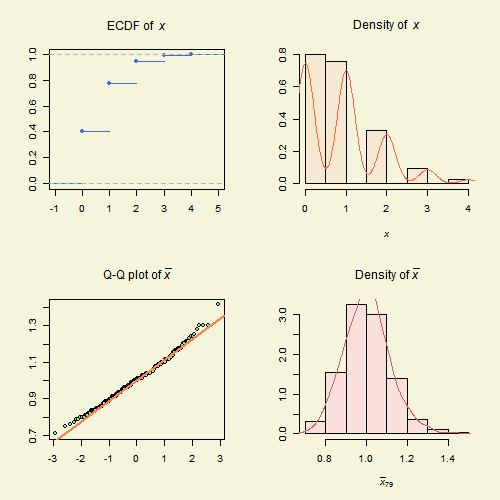 ECDF of x
Density of x
0.0 0.2 0.4 0.6 0.8 1.0
-1 0 1 2 3 4 5
0.0 0.2 0.4 0.6 0.8
0 1 2 3 4
x
Q-Q plot of x̅
Density of x̅
0.7 0.9 1.1 1.3
-3 -2 -1 0 1 2 3
0.0 1.0 2.0 3.0
0.8 1.0 1.2 1.4
x̅79